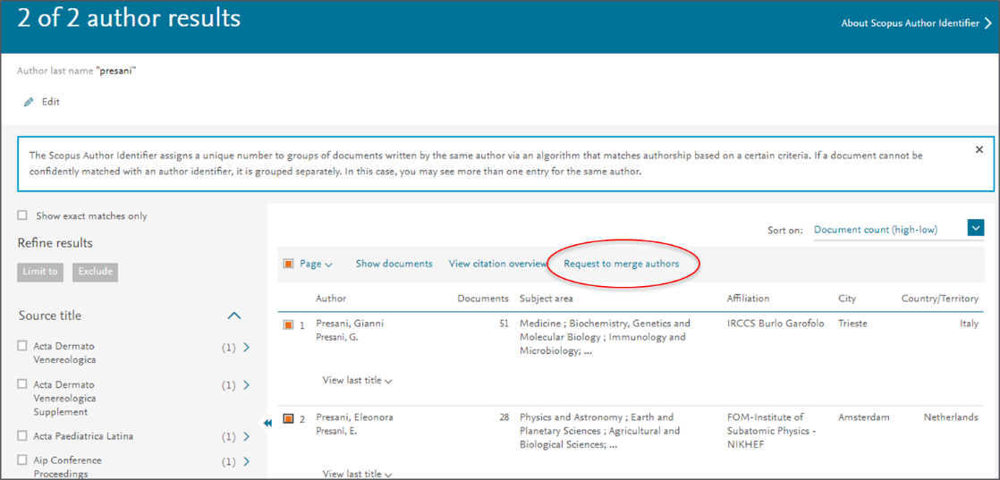 2 of 2 author results
About Scopus Author Identifier
Author last name "presani"
Edit
The Scopus Author Identifier assigns a unique number to groups of documents written by the same author via an algorithm that matches authorship based on a certain criteria. If a document cannot be
confidently matched with an author identifier, it is grouped separately. In this case, you may see more than one entry for the same author.
Show exact matches only
Refine results
Limit to Exclude
Source title
Acta Dermato
Venereologica
(1)
Acta Dermato
Venereologica
Supplement
(1)
Acta Paediatrica Latina (1)
Aip Conference
Proceedings
(1)
Sort on: Document count (high-low)
Page Show documents View citation overview Request to merge authors
Author Documents Subject area Affiliation City Country/Territory
1 Presani, Gianni 51 Medicine ; Biochemistry, Genetics and IRCCS Burlo Garofolo Trieste Italy
Presani, G. Molecular Biology ; Immunology and
Microbiology; ...
View last title
2 Presani, Eleonora 28 Physics and Astronomy ; Earth and FOM-Institute of Amsterdam Netherlands
Presani, E. Planetary Sciences ; Agricultural and Subatomic Physics -
Biological Sciences; ... NIKHEF
View last title